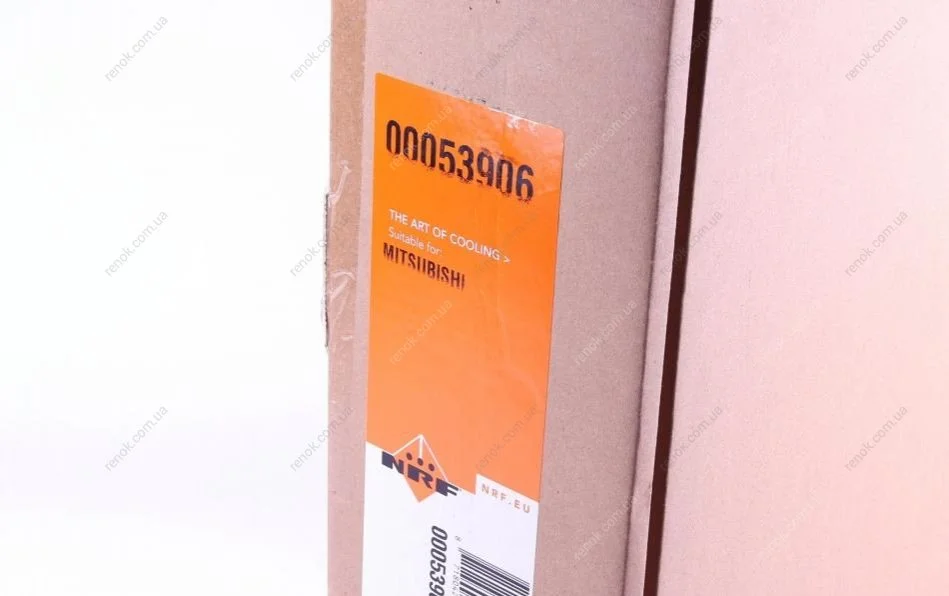 00053906
THE ART OF COOLING >
Suitable for:
MITSUBISHI
NRF
NRF.EU
renok.com.ua